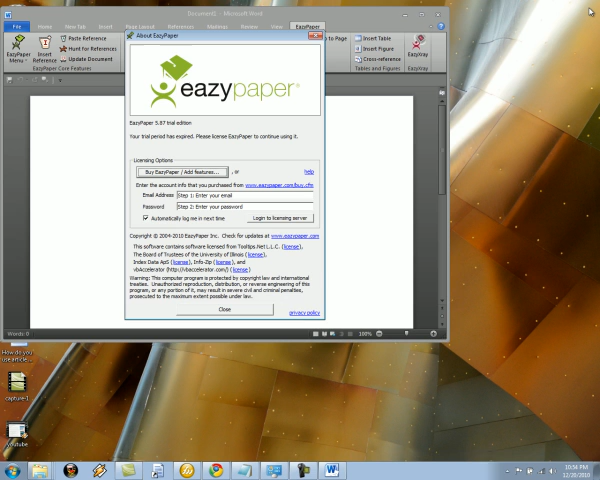 Document1 - Microsoft Word
File Home New Tab Insert Page Layout References Mailings Review View EazyPaper
EazyPaper Menu
Insert Reference
Paste Reference
Hunt for References
Update Document
EazyPaper Core Features
to Page
Insert Table
Insert Figure
Cross-reference
Tables and Figures
EazyXray
EazyXray
About EazyPaper
eazypaper®
EazyPaper 5.87 trial edition
Your trial period has expired. Please license EazyPaper to continue using it.
Licensing Options
Buy EazyPaper / Add features... , or help
Enter the account info that you purchased from www.eazypaper.com/buy.cfm
Email Address Step 1: Enter your email
Password Step 2: Enter your password
Automatically log me in next time Login to licensing server
Copyright © 2004-2010 EazyPaper Inc. Check for updates at www.eazypaper.com
This software contains software licensed from Tooltips.Net L.L.C. (license),
The Board of Trustees of the University of Illinois (license),
Index Data ApS (license), Info-Zip (license), and
vbAccelerator (http://vbaccelerator.com/) (license)
Warning: This computer program is protected by copyright law and international
treaties. Unauthorized reproduction, distribution, or reverse engineering of this
program, or any portion of it, may result in severe civil and criminal penalties,
prosecuted to the maximum extent possible under law.
Close
privacy policy
Words: 0
100%
How do you
use article...
capture-1
youtube
10:54 PM
12/20/2010